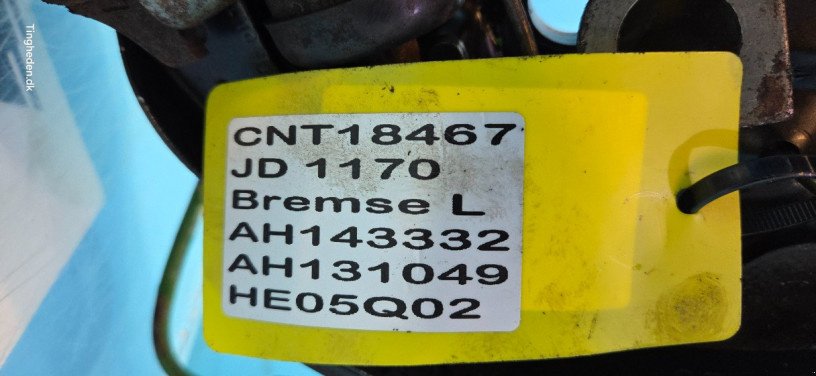 Tingheden.dk
CNT18467
JD 1170
Bremse L
AH143332
AH131049
HE05Q02